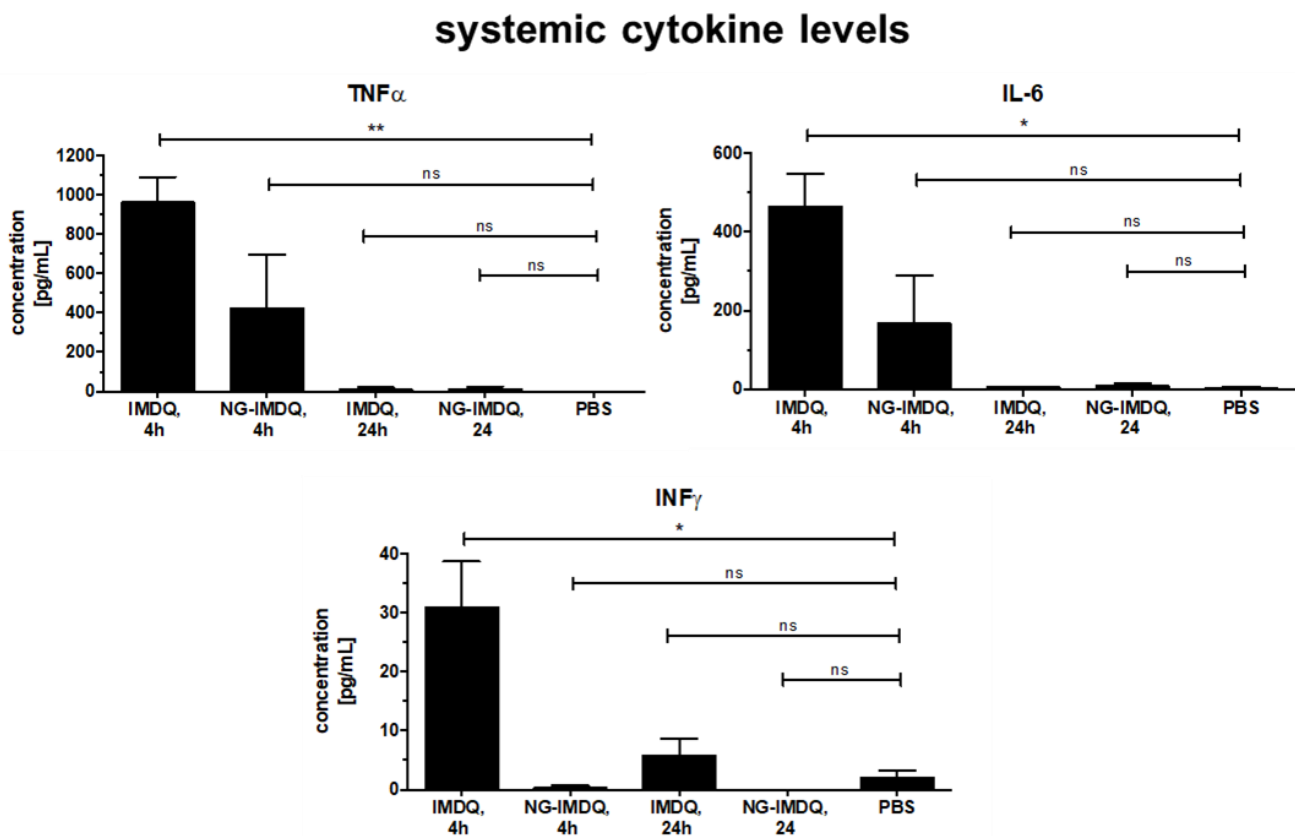 systemic cytokine levels
TNFα
**
ns
ns
ns
1200
1000
800
600
400
200
0
concentration
[pg/mL]
IMDQ, NG-IMDQ, IMDQ, NG-IMDQ, PBS
4h 4h 24h 24
IL-6
*
ns
ns
ns
600
400
200
0
concentration
[pg/mL]
IMDQ, NG-IMDQ, IMDQ, NG-IMDQ, PBS
4h 4h 24h 24
INFγ
*
ns
ns
ns
40
30
20
10
0
concentration
[pg/mL]
IMDQ, NG-IMDQ, IMDQ, NG-IMDQ, PBS
4h 4h 24h 24